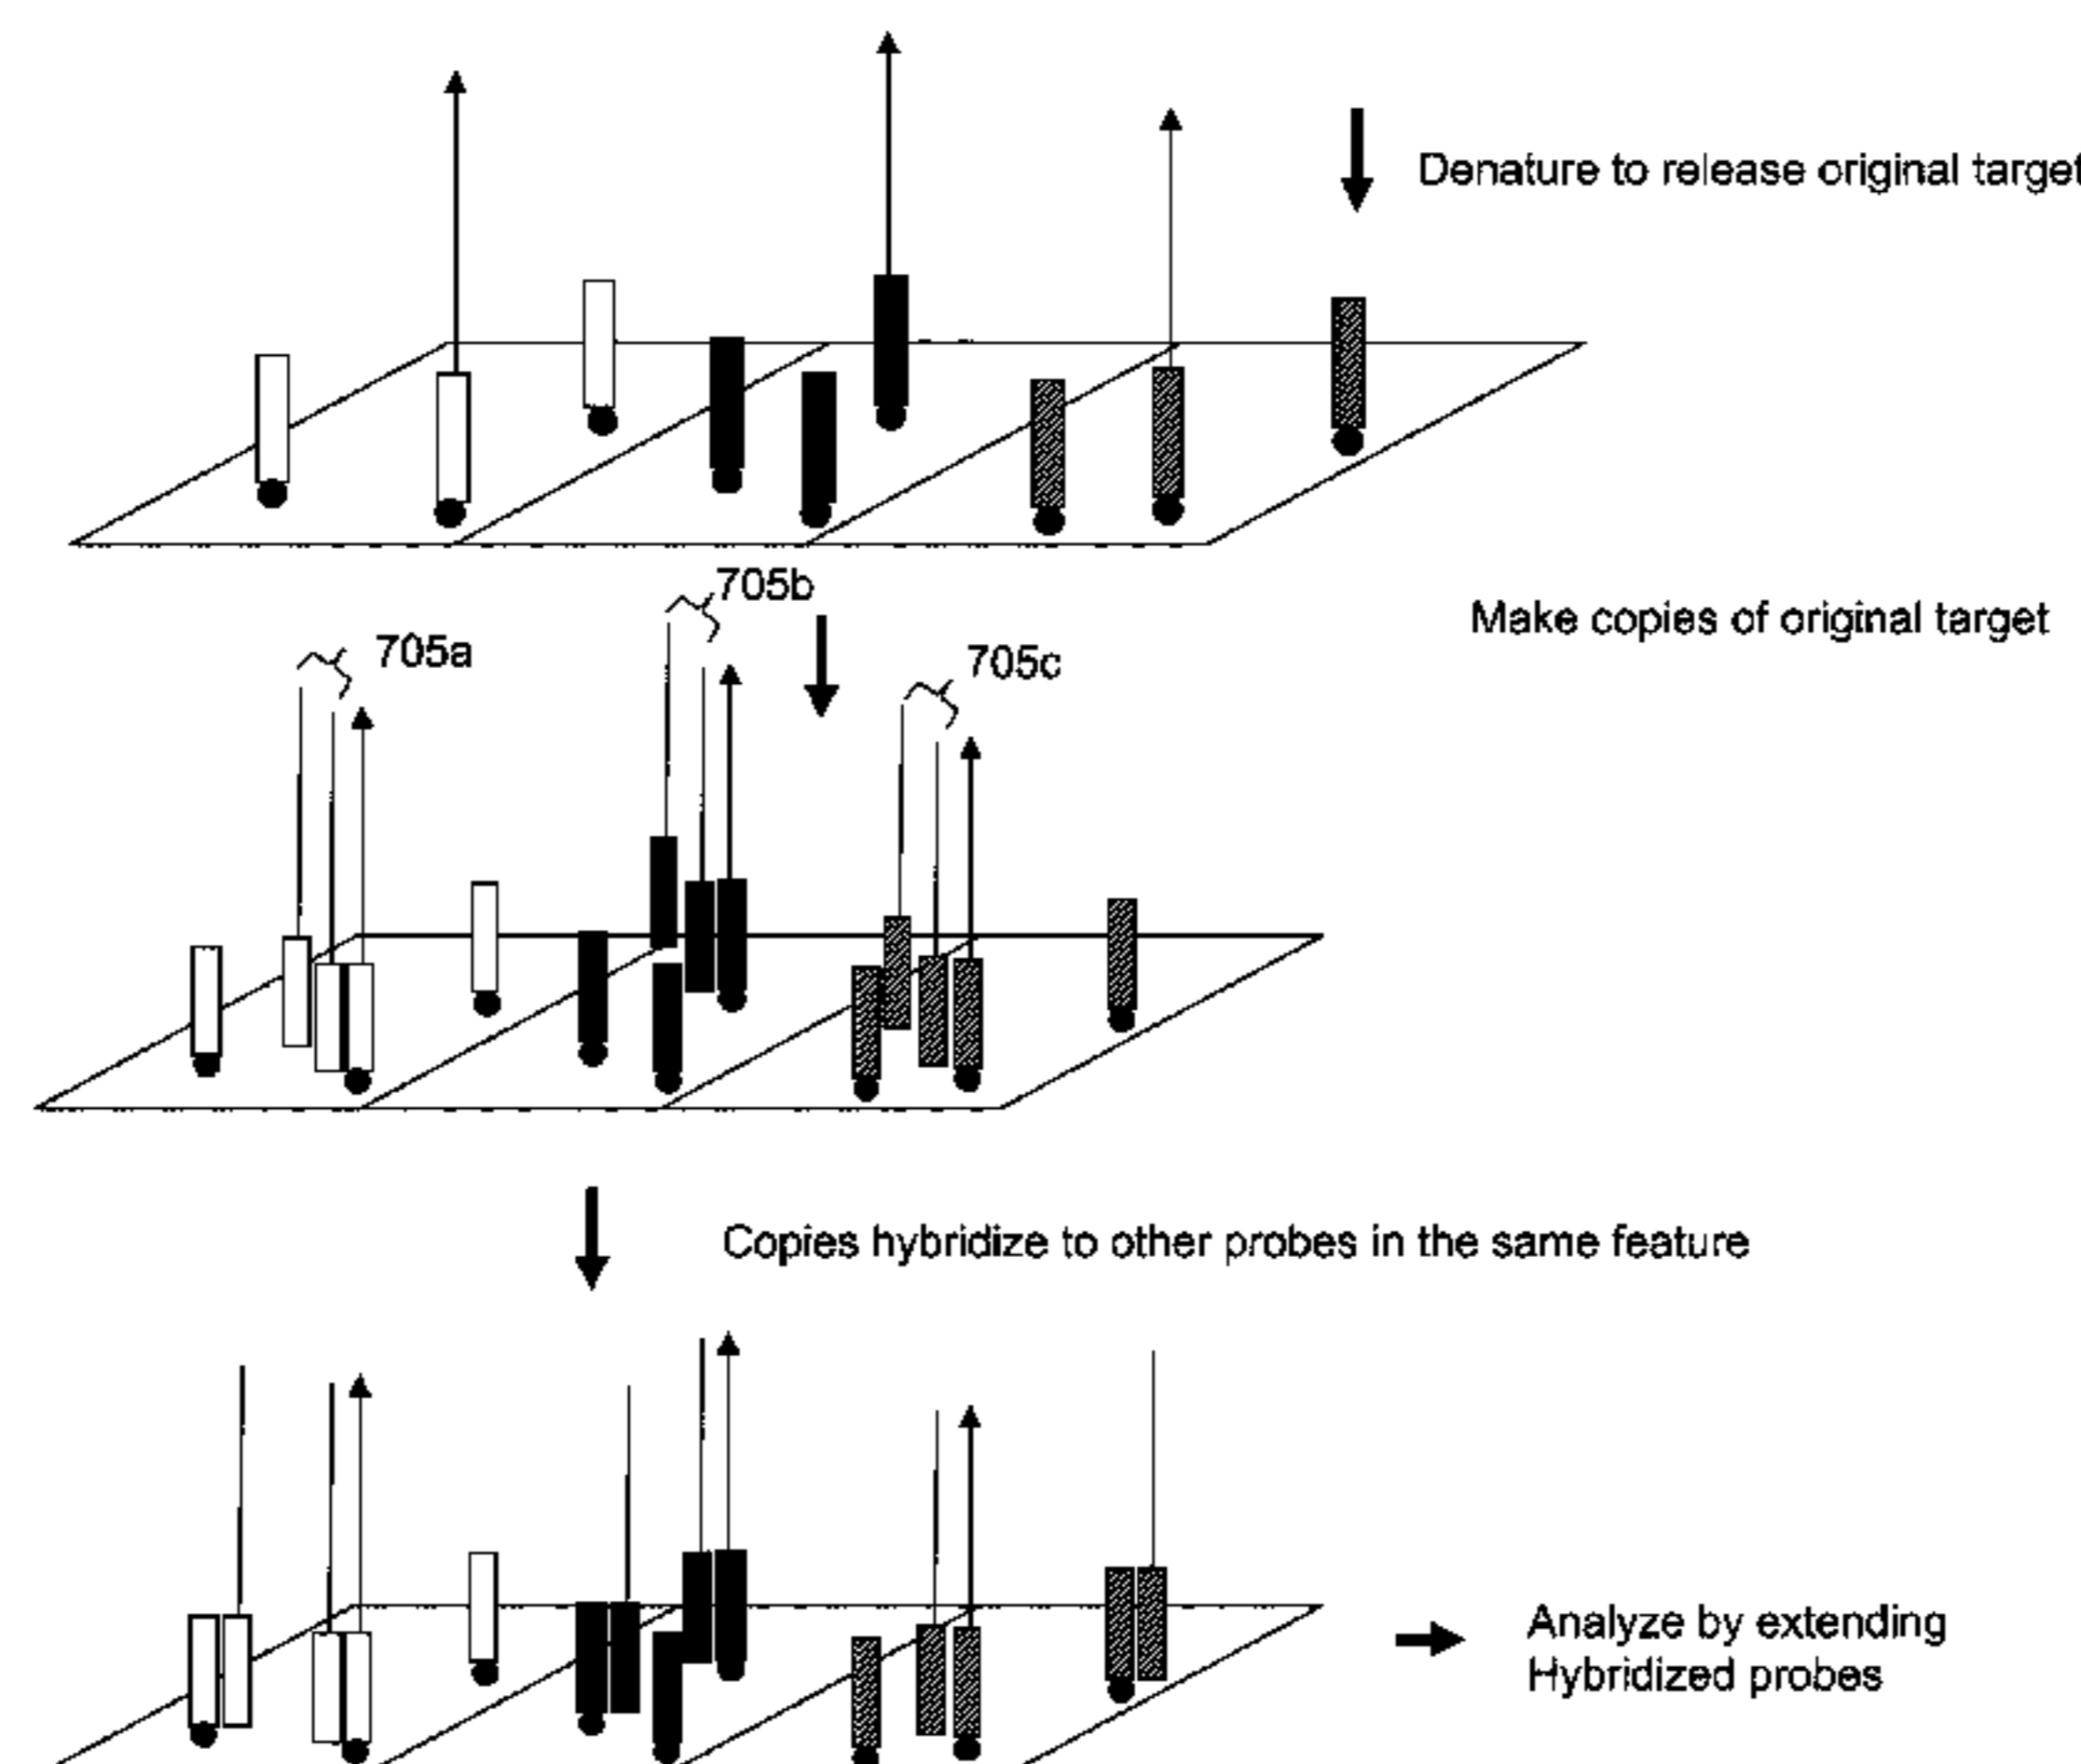 Denature to release original target
705b
Make copies of original target
705a
705c
Copies hybridize to other probes in the same feature
Analyze by extending
Hybridized probes